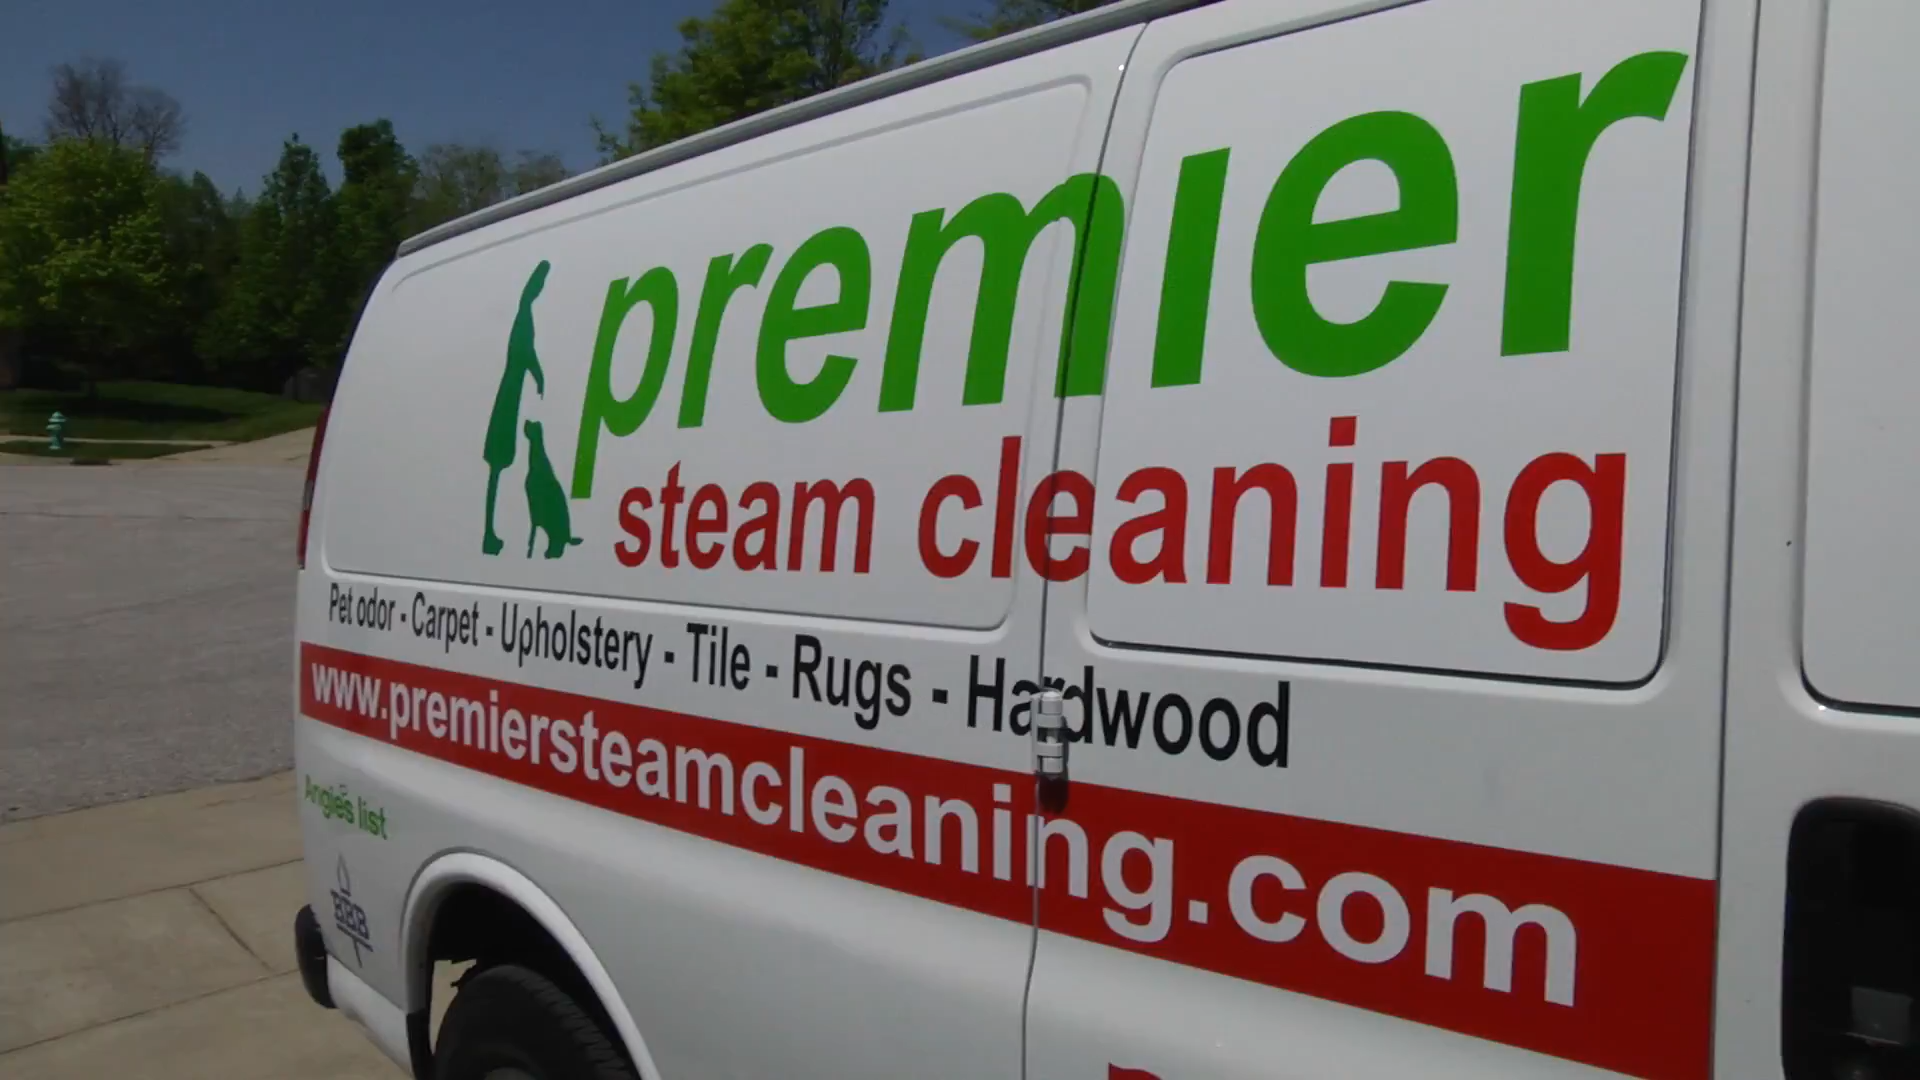 premier
steam cleaning
Pet odor - Carpet - Upholstery - Tile - Rugs - Hardwood
www.premiersteamcleaning.com
Angie's list
BBB